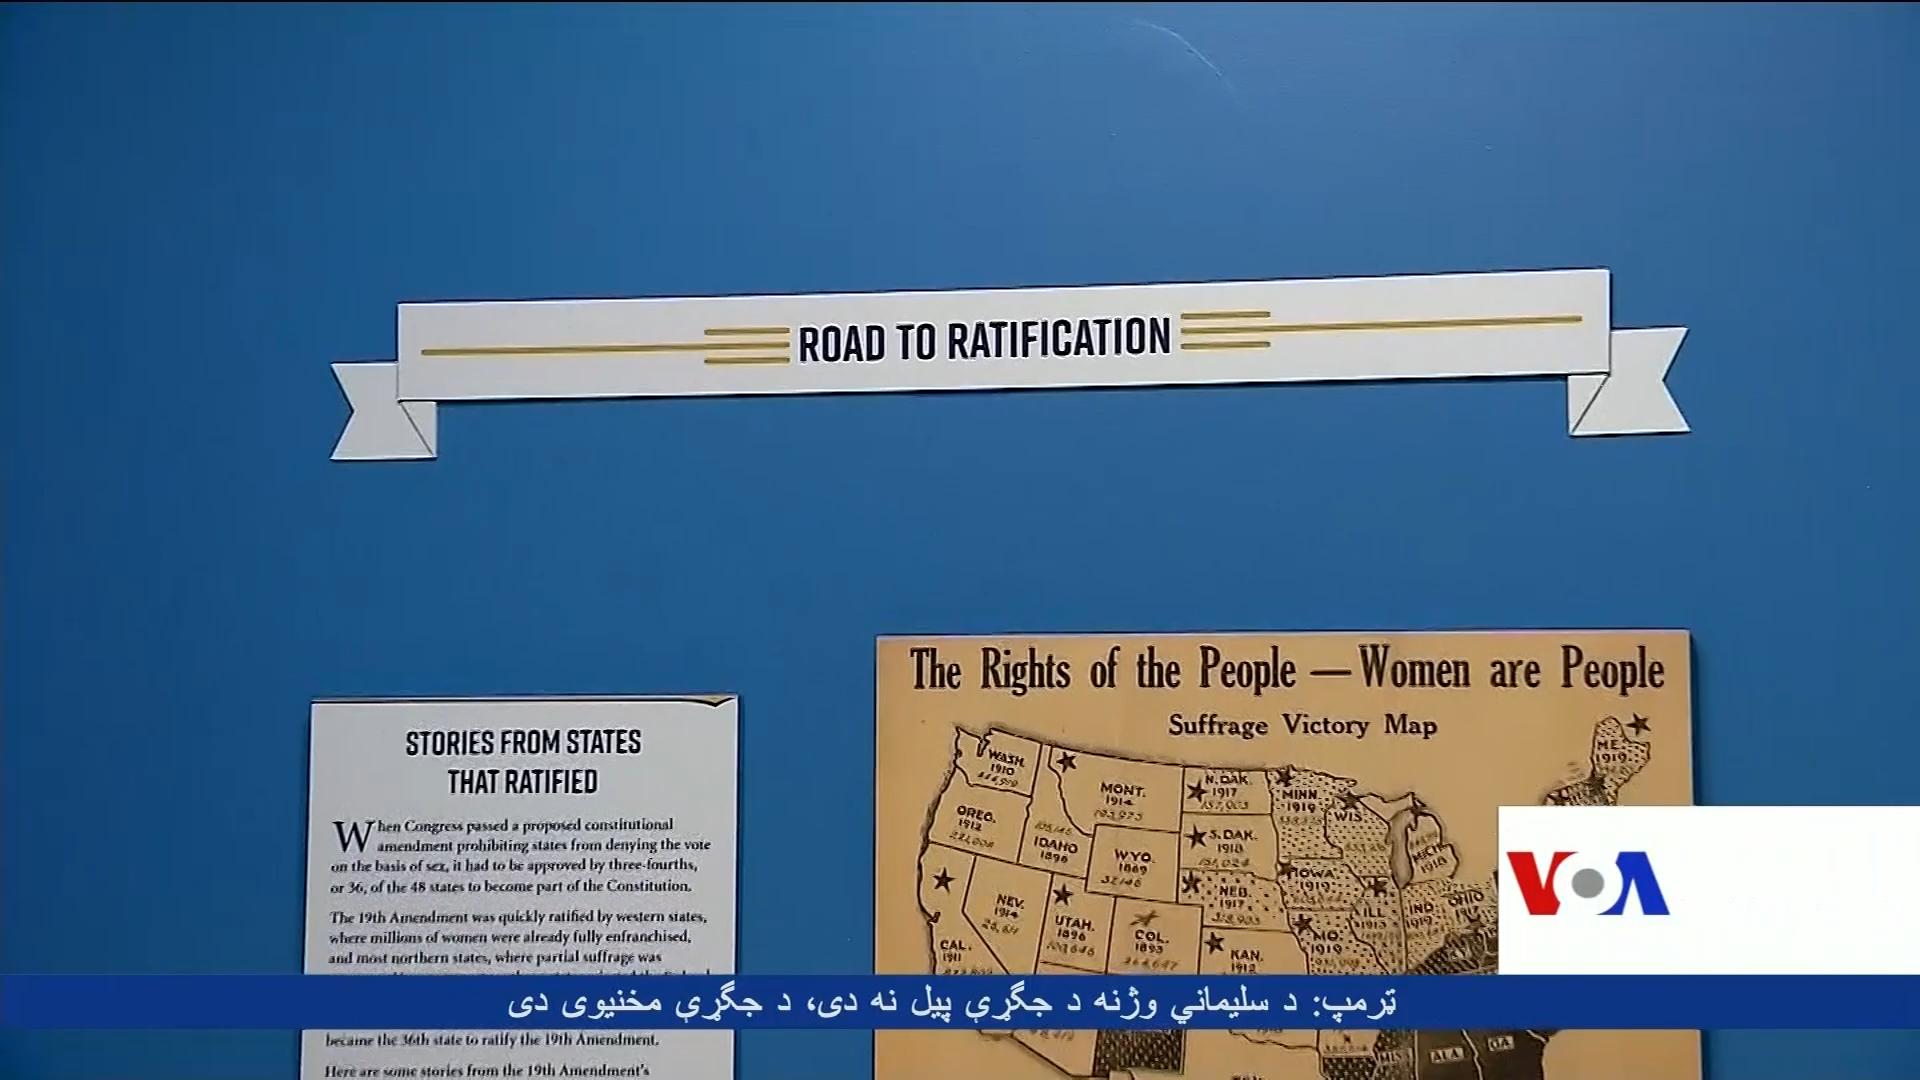 ROAD TO RATIFICATION
STORIES FROM STATES
THAT RATIFIED
When Congress passed a proposed constitutional
amendment prohibiting states from denying the vote
on the basis of sex, it had to be approved by three-fourths,
or 36, of the 48 states to become part of the Constitution.
The 19th Amendment was quickly ratified by western states,
where millions of women were already fully enfranchised,
and most northern states, where partial suffrage was
became the 36th state to ratify the 19th Amendment.
Here are some stories from the 19th Amendment's
The Rights of the People — Women are People
Suffrage Victory Map
WASH.
1910
OREG.
1912
IDAHO
1896
MONT.
1914
WYO.
1869
N. DAK.
1917
S. DAK.
1918
NEB.
1917
KAN.
1912
MINN.
1919
WIS.
MICH.
1918
IOWA
1919
MO.
1919
ILL
1913
IND.
1919
OHIO
1917
ME.
1919
NEV.
1914
UTAH.
1896
COL.
1893
CAL.
1911
ALA
GA.
VOA
ټرمپ: د سلیماني وژنه د جګړې پیل نه دی، د جګړې مخنیوی دی